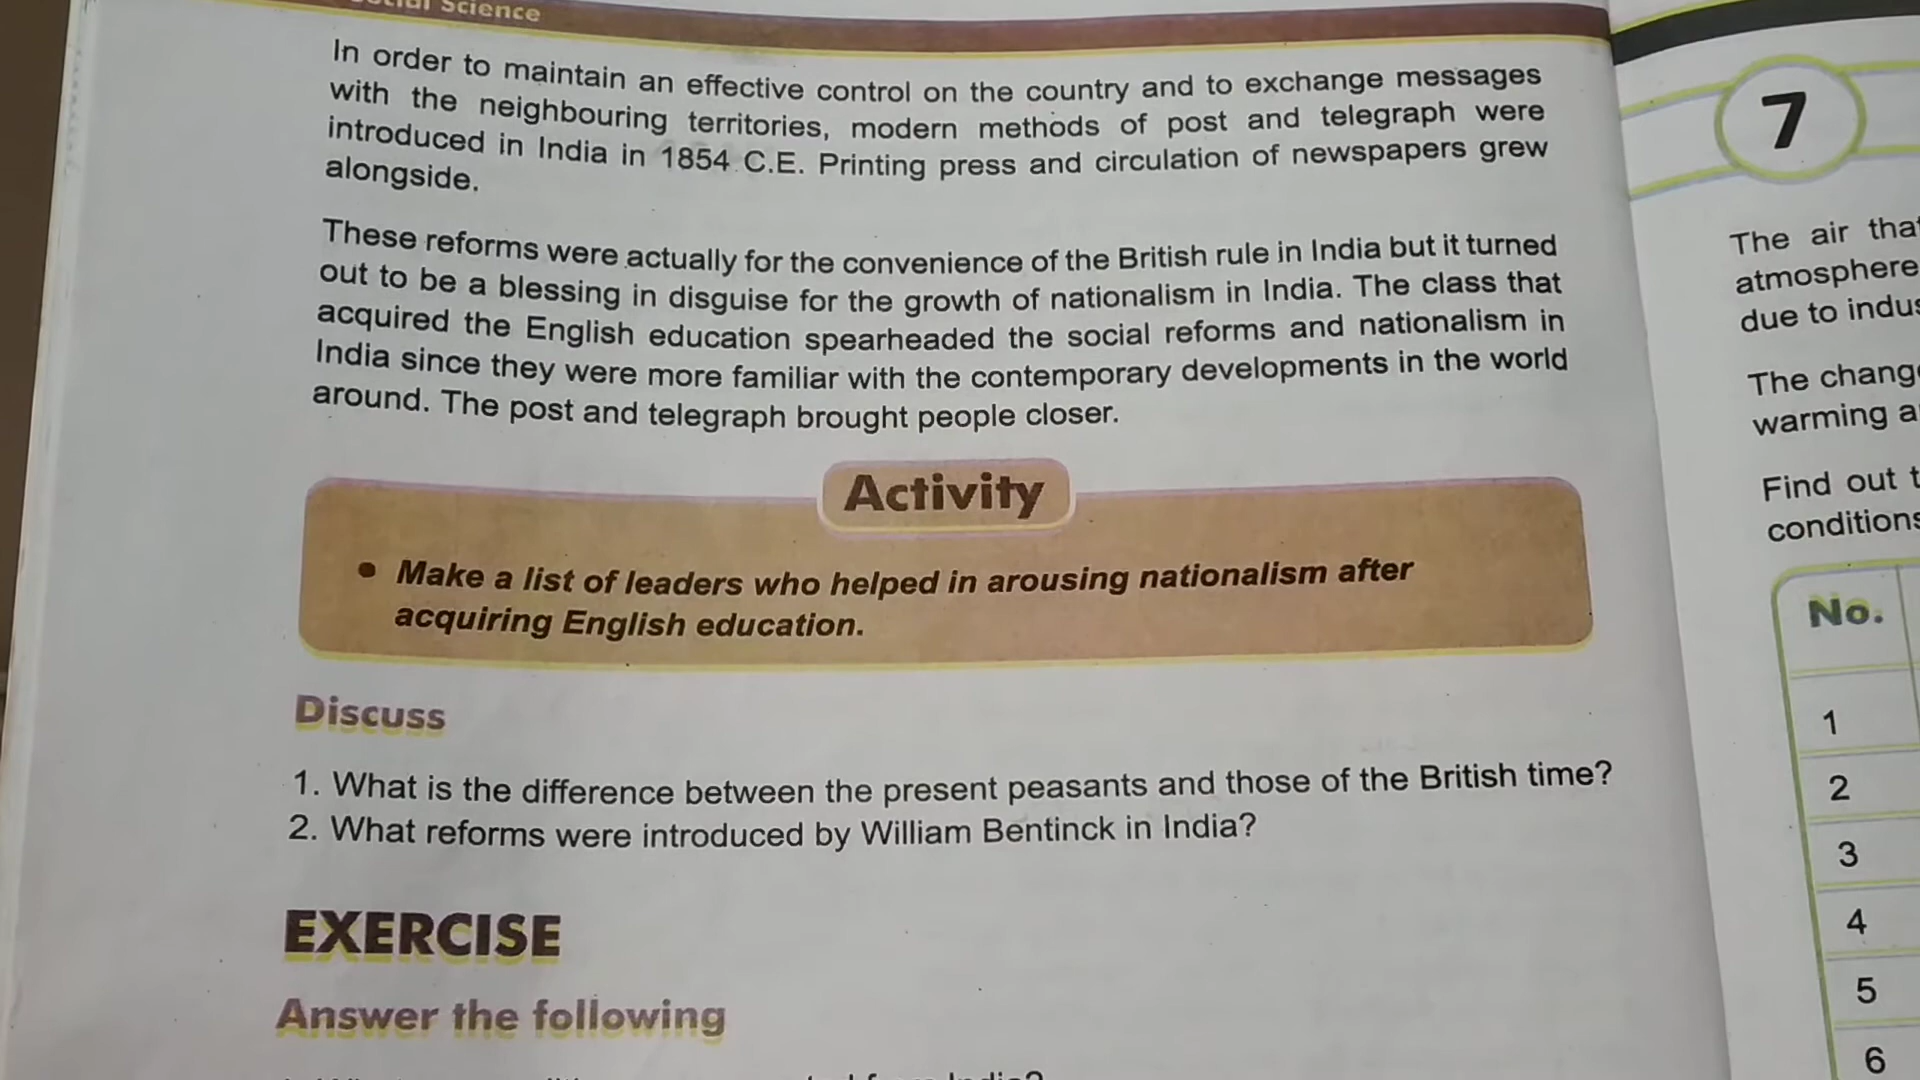 Science
In order to maintain an effective control on the country and to exchange messages
with the neighbouring territories, modern methods of post and telegraph were
introduced in India in 1854 C.E. Printing press and circulation of newspapers grew
alongside.
These reforms were actually for the convenience of the British rule in India but it turned
out to be a blessing in disguise for the growth of nationalism in India. The class that
acquired the English education spearheaded the social reforms and nationalism in
India since they were more familiar with the contemporary developments in the world
around. The post and telegraph brought people closer.
Activity
• Make a list of leaders who helped in arousing nationalism after
acquiring English education.
Discuss
1. What is the difference between the present peasants and those of the British time?
2. What reforms were introduced by William Bentinck in India?
EXERCISE
Answer the following
7
The air
atmosphere
due to
The
warming
Find out
conditions
No.
1
2
3
4
5
6